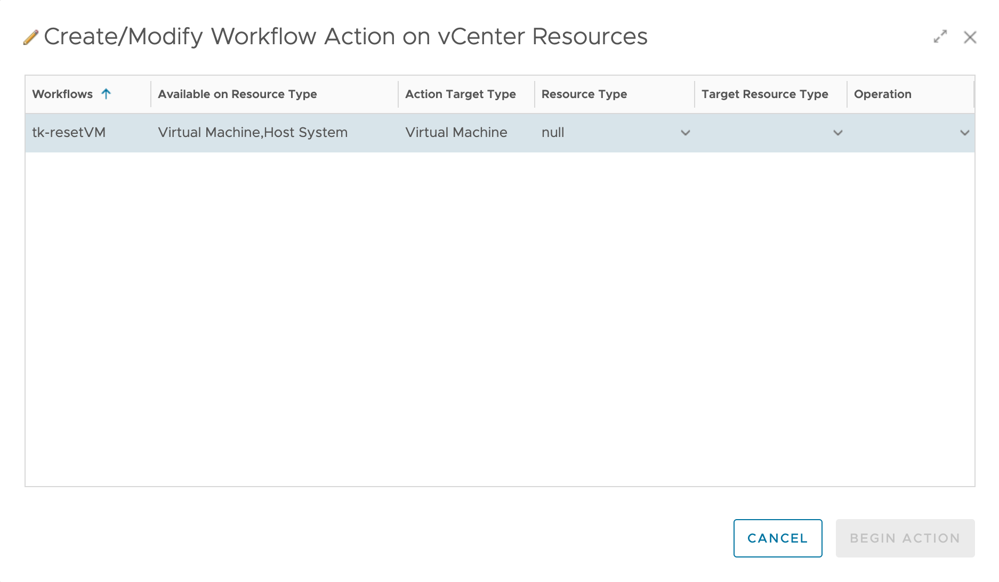 Create/Modify Workflow Action on vCenter Resources
Workflows Available on Resource Type Action Target Type Resource Type Target Resource Type Operation
tk-resetVM Virtual Machine,Host System Virtual Machine null
CANCEL BEGIN ACTION